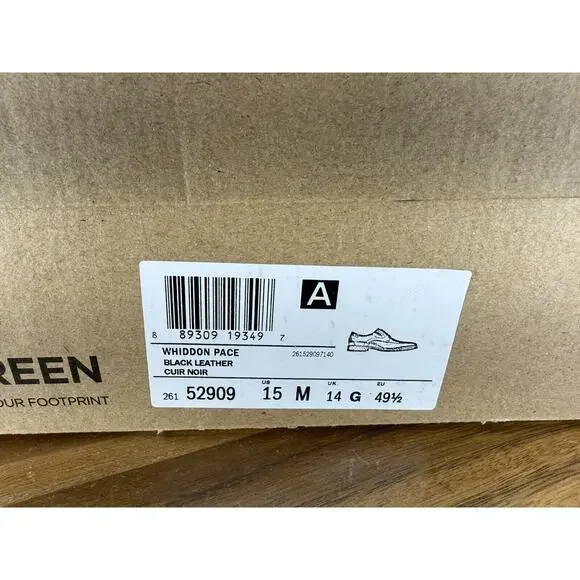 A
8 89309 19349 7
WHIDDON PACE
261529097140
BLACK LEATHER
CUIR NOIR
US UK EU
261 52909 15 M 14 G 49½
REEN
OUR FOOTPRINT